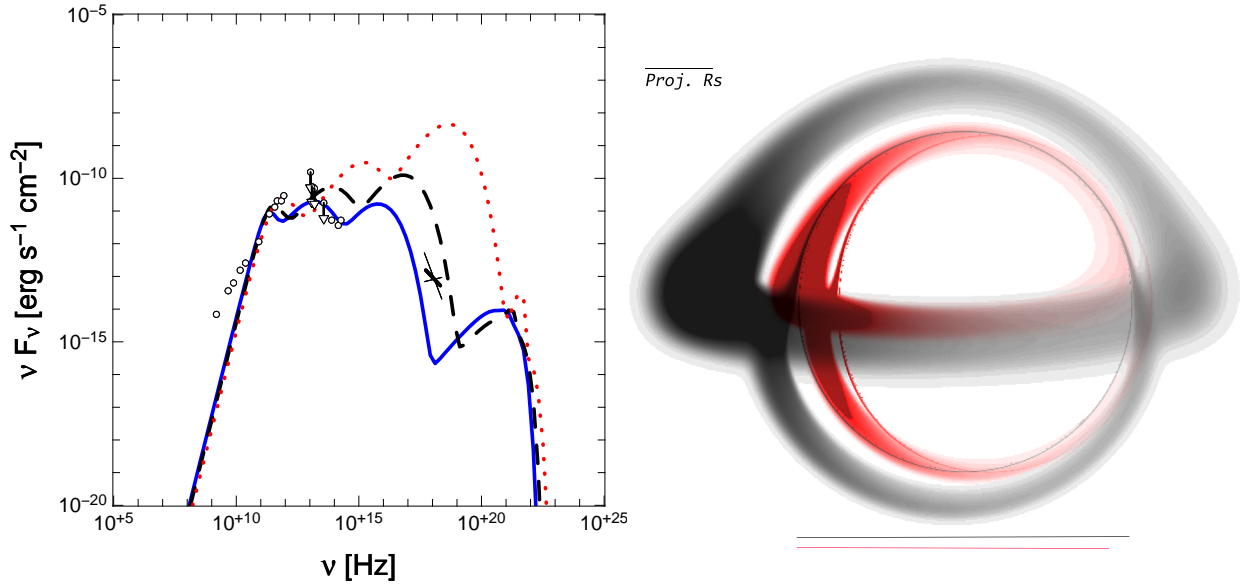 10⁺⁵ 10⁺¹⁰ 10⁺¹⁵ 10⁺²⁰ 10⁺²⁵
ν [Hz]
10⁻⁵
10⁻¹⁰
10⁻¹⁵
10⁻²⁰
ν Fν [erg s⁻¹ cm⁻²]
Proj. Rs